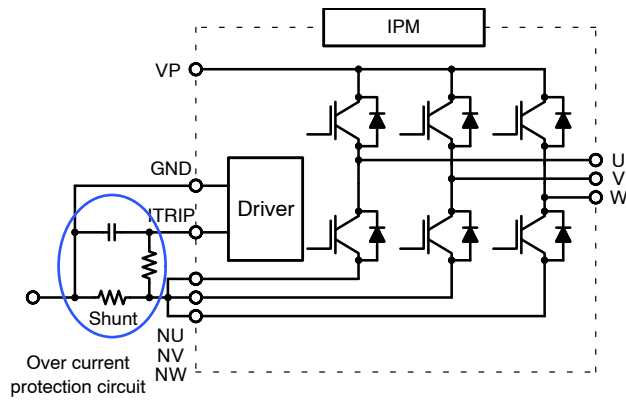 IPM
VP
GND
U
V
W
ITRIP
Driver
Shunt
NU
NV
NW
Over current
protection circuit